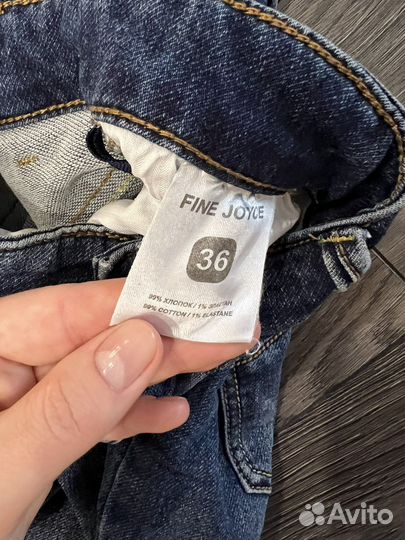 FINE JOYCE
36
99% ХЛОПОК / 1% ЭЛАСТАН
99% COTTON / 1% ELASTANE
Avito